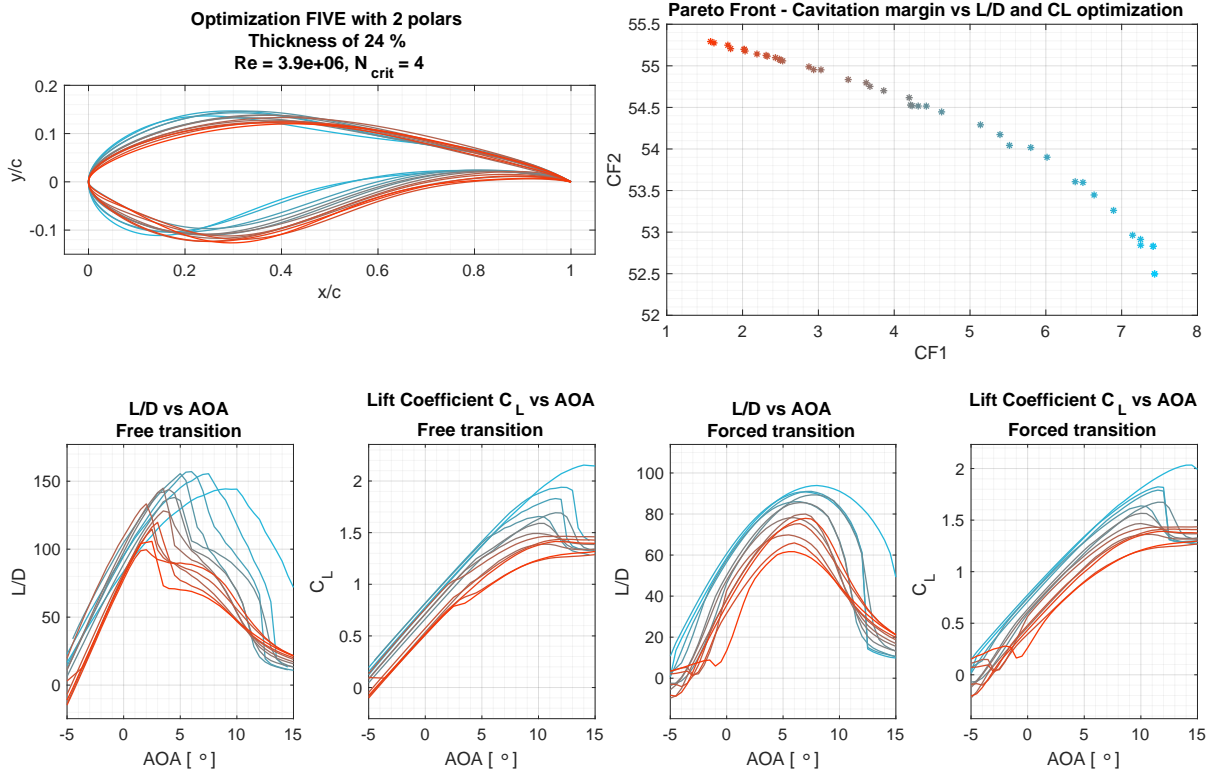 Optimization FIVE with 2 polars
Thickness of 24 %
Re = 3.9e+06, N crit = 4
0.2
0.1
0
-0.1
y/c
0
0.2
0.4
0.6
0.8
1
x/c
Pareto Front - Cavitation margin vs L/D and CL optimization
55.5
55
54.5
54
53.5
53
52.5
52
CF2
1
2
3
4
5
6
7
8
CF1
L/D vs AOA
Free transition
150
100
50
0
L/D
-5
0
5
10
15
AOA [ º]
Lift Coefficient C L vs AOA
Free transition
2
1.5
1
0.5
0
C L
-5
0
5
10
15
AOA [ º]
L/D vs AOA
Forced transition
100
80
60
40
20
0
L/D
-5
0
5
10
15
AOA [ º]
Lift Coefficient C L vs AOA
Forced transition
2
1.5
1
0.5
0
C L
-5
0
5
10
15
AOA [ º]